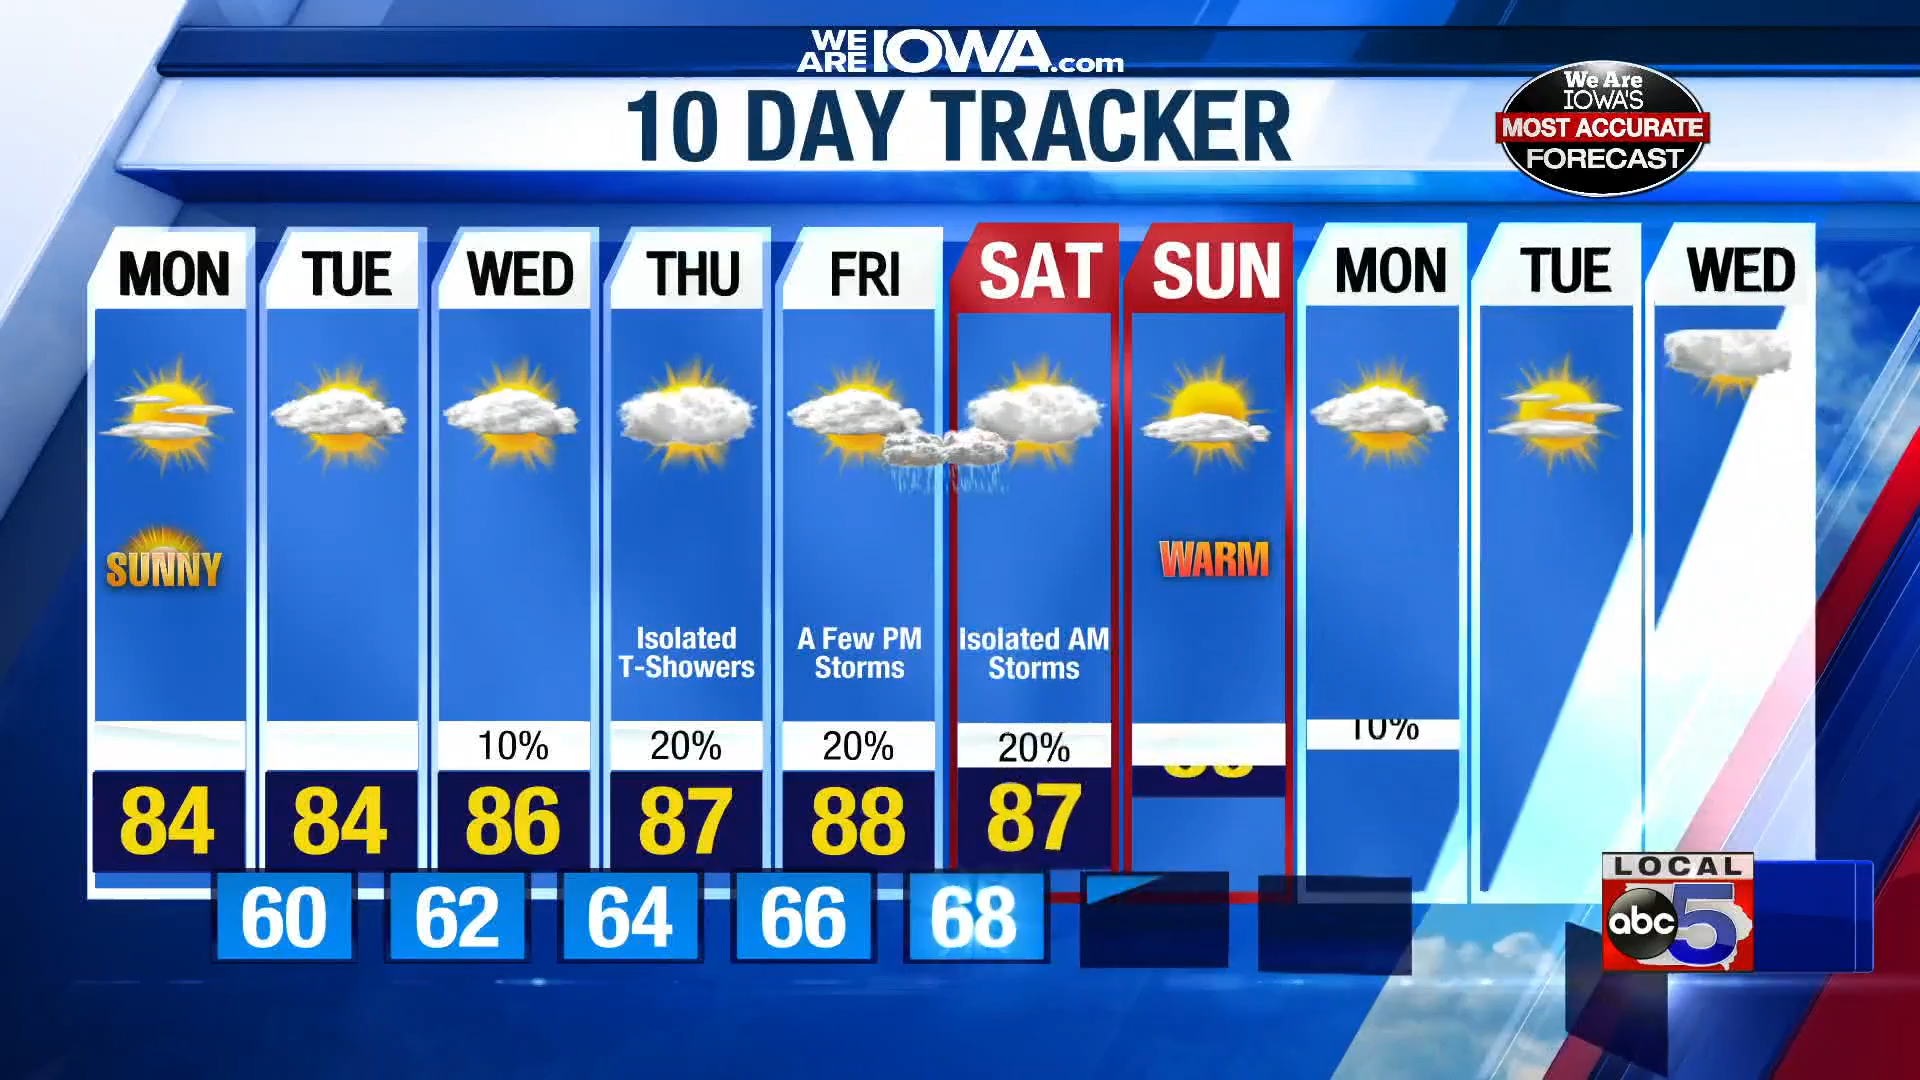 WE ARE IOWA.com
10 DAY TRACKER
We Are
IOWA'S
MOST ACCURATE
FORECAST
MON TUE WED THU FRI SAT SUN MON TUE WED
SUNNY
WARM
Isolated
T-Showers
A Few PM
Storms
Isolated AM
Storms
10% 20% 20% 20% 10%
84 84 86 87 88 87
60 62 64 66 68
LOCAL
abc 5